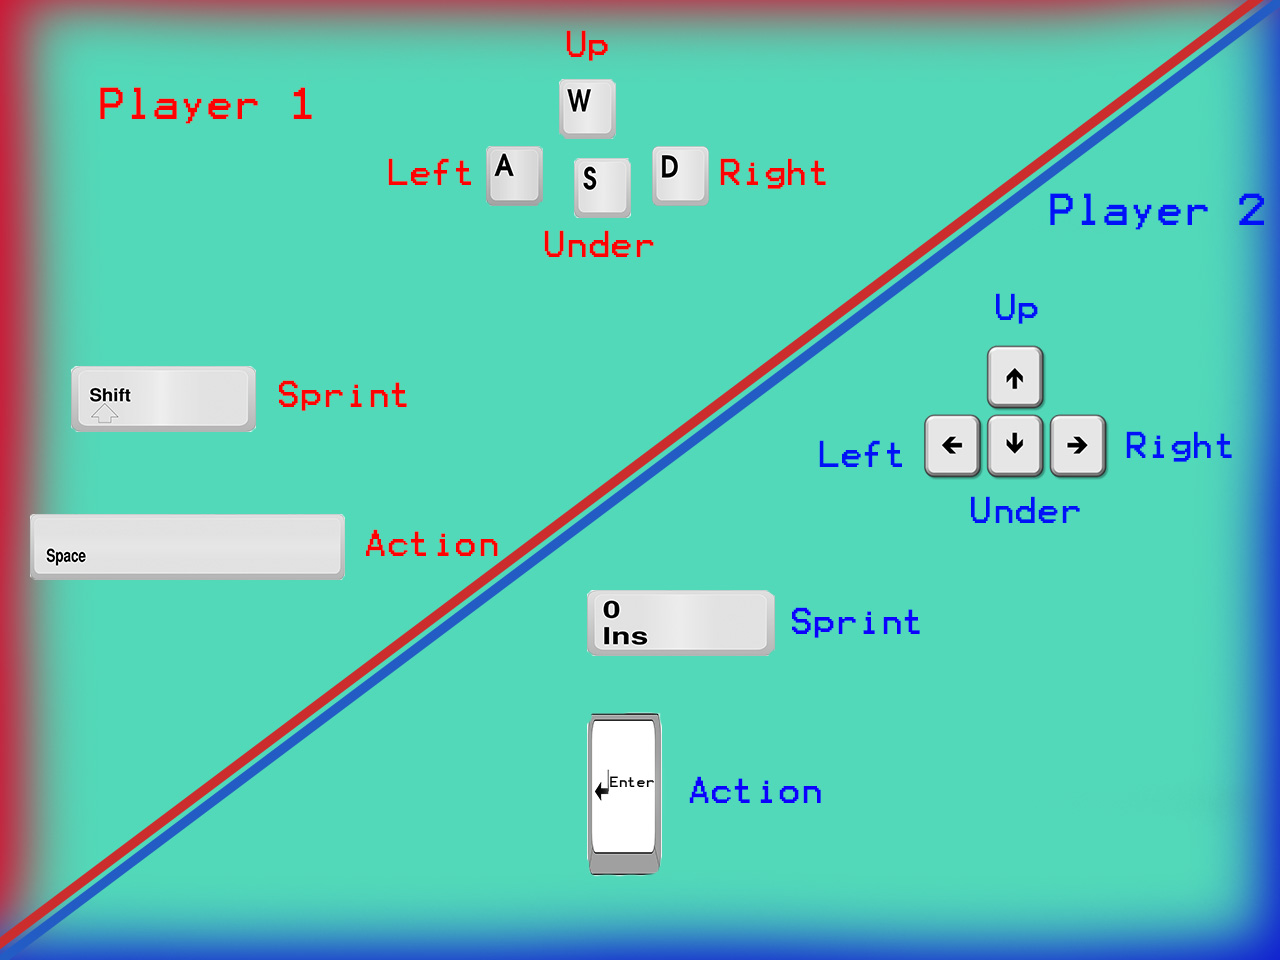 Up
Player 1
W
Left A S D Right
Under
Player 2
Up
Shift Sprint
Left Right
Under
Space Action
0
Ins
Sprint
Enter
Action